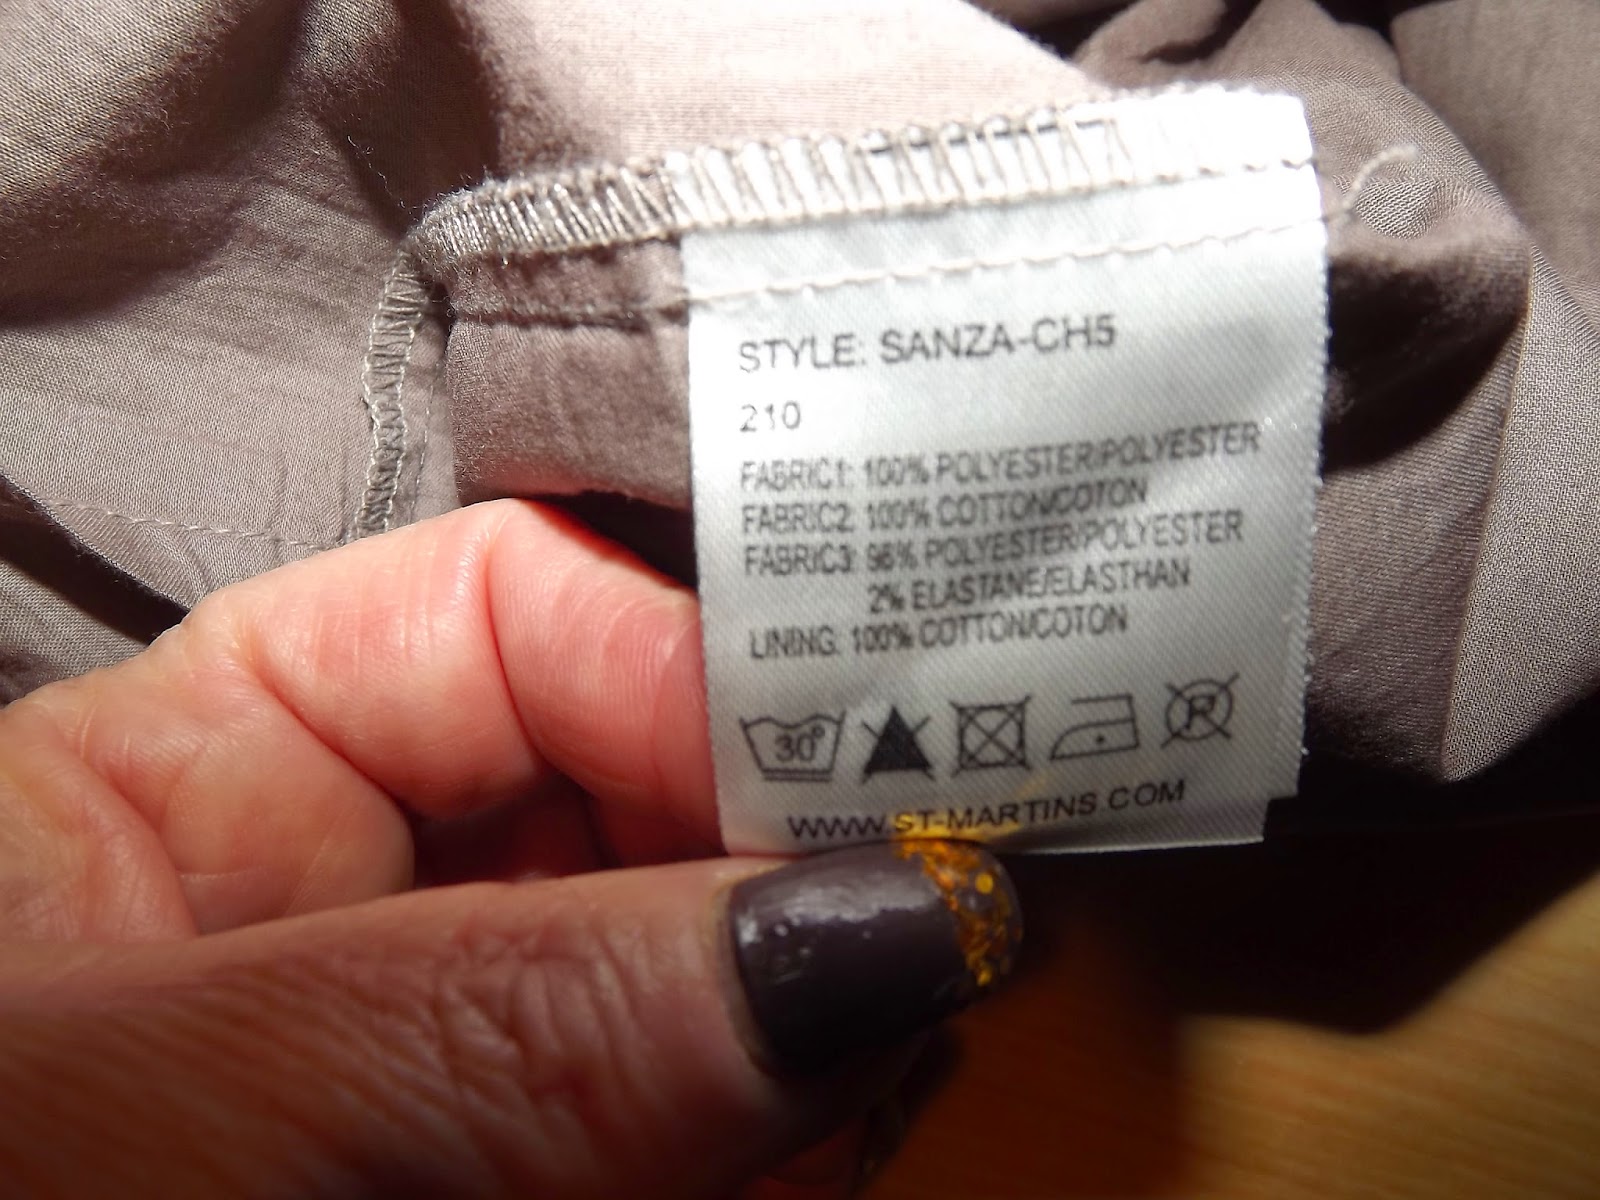 STYLE: SANZA-CH5
210
FABRIC1: 100% POLYESTER/POLYESTER
FABRIC2: 100% COTTON/COTON
FABRIC3: 98% POLYESTER/POLYESTER
2% ELASTANE/ELASTHAN
LINING: 100% COTTON/COTON
30° R
WWW.ST-MARTINS.COM